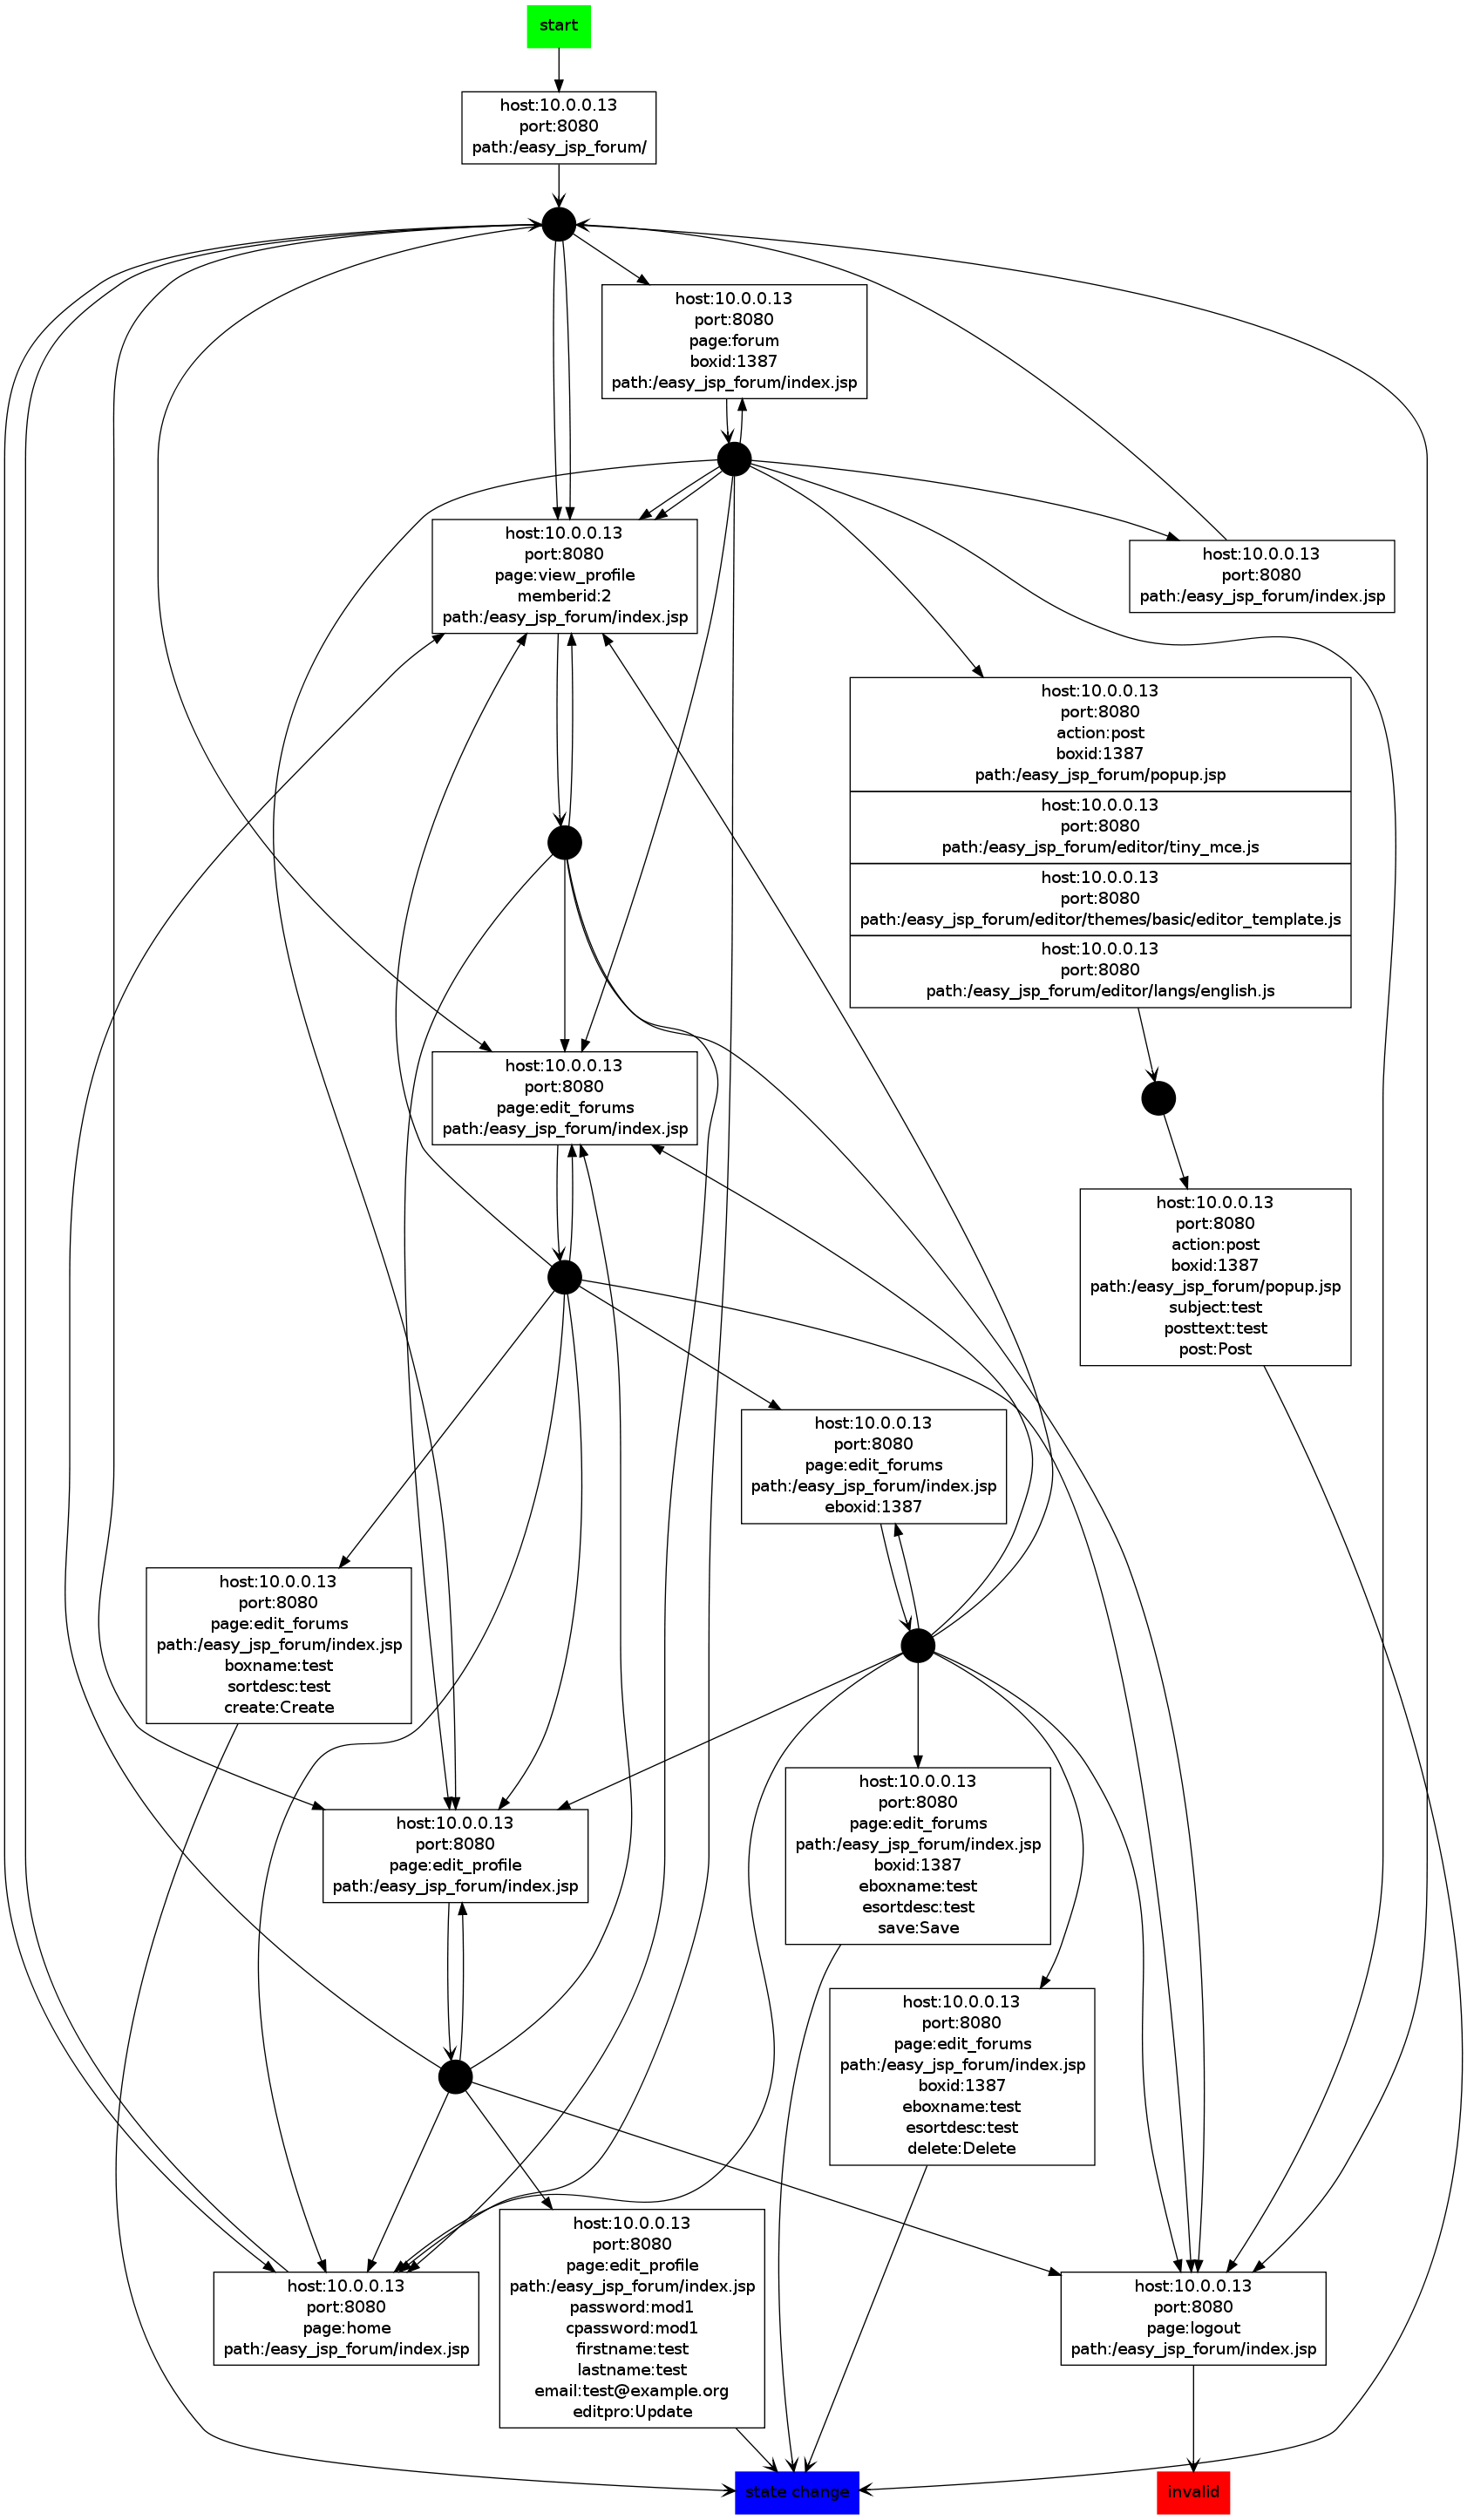 start
host:10.0.0.13
port:8080
path:/easy_jsp_forum/
host:10.0.0.13
port:8080
page:forum
boxid:1387
path:/easy_jsp_forum/index.jsp
host:10.0.0.13
port:8080
page:view_profile
memberid:2
path:/easy_jsp_forum/index.jsp
host:10.0.0.13
port:8080
path:/easy_jsp_forum/index.jsp
host:10.0.0.13
port:8080
action:post
boxid:1387
path:/easy_jsp_forum/popup.jsp
host:10.0.0.13
port:8080
path:/easy_jsp_forum/editor/tiny_mce.js
host:10.0.0.13
port:8080
path:/easy_jsp_forum/editor/themes/basic/editor_template.js
host:10.0.0.13
port:8080
path:/easy_jsp_forum/editor/langs/english.js
host:10.0.0.13
port:8080
page:edit_forums
path:/easy_jsp_forum/index.jsp
host:10.0.0.13
port:8080
action:post
boxid:1387
path:/easy_jsp_forum/popup.jsp
subject:test
posttext:test
post:Post
host:10.0.0.13
port:8080
page:edit_forums
path:/easy_jsp_forum/index.jsp
eboxid:1387
host:10.0.0.13
port:8080
page:edit_forums
path:/easy_jsp_forum/index.jsp
boxname:test
sortdesc:test
create:Create
host:10.0.0.13
port:8080
page:edit_forums
path:/easy_jsp_forum/index.jsp
boxid:1387
eboxname:test
esortdesc:test
save:Save
host:10.0.0.13
port:8080
page:edit_profile
path:/easy_jsp_forum/index.jsp
host:10.0.0.13
port:8080
page:edit_forums
path:/easy_jsp_forum/index.jsp
boxid:1387
eboxname:test
esortdesc:test
delete:Delete
host:10.0.0.13
port:8080
page:edit_profile
path:/easy_jsp_forum/index.jsp
password:mod1
cpassword:mod1
firstname:test
lastname:test
email:test@example.org
editpro:Update
host:10.0.0.13
port:8080
page:home
path:/easy_jsp_forum/index.jsp
host:10.0.0.13
port:8080
page:logout
path:/easy_jsp_forum/index.jsp
state change
invalid